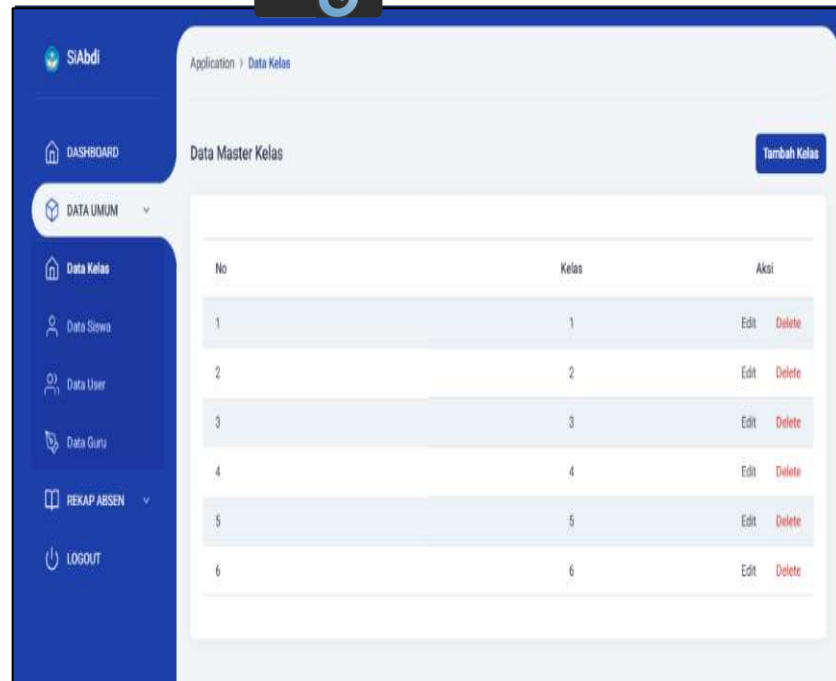 SiAbdi
DASHBOARD
DATA UMUM
Data Kelas
Data Siswa
Data User
Data Guru
REKAP ABSEN
LOGOUT
Application > Data Kelas
Data Master Kelas
Tambah Kelas
No Kelas Aksi
1 1 Edit Delete
2 2 Edit Delete
3 3 Edit Delete
4 4 Edit Delete
5 5 Edit Delete
6 6 Edit Delete